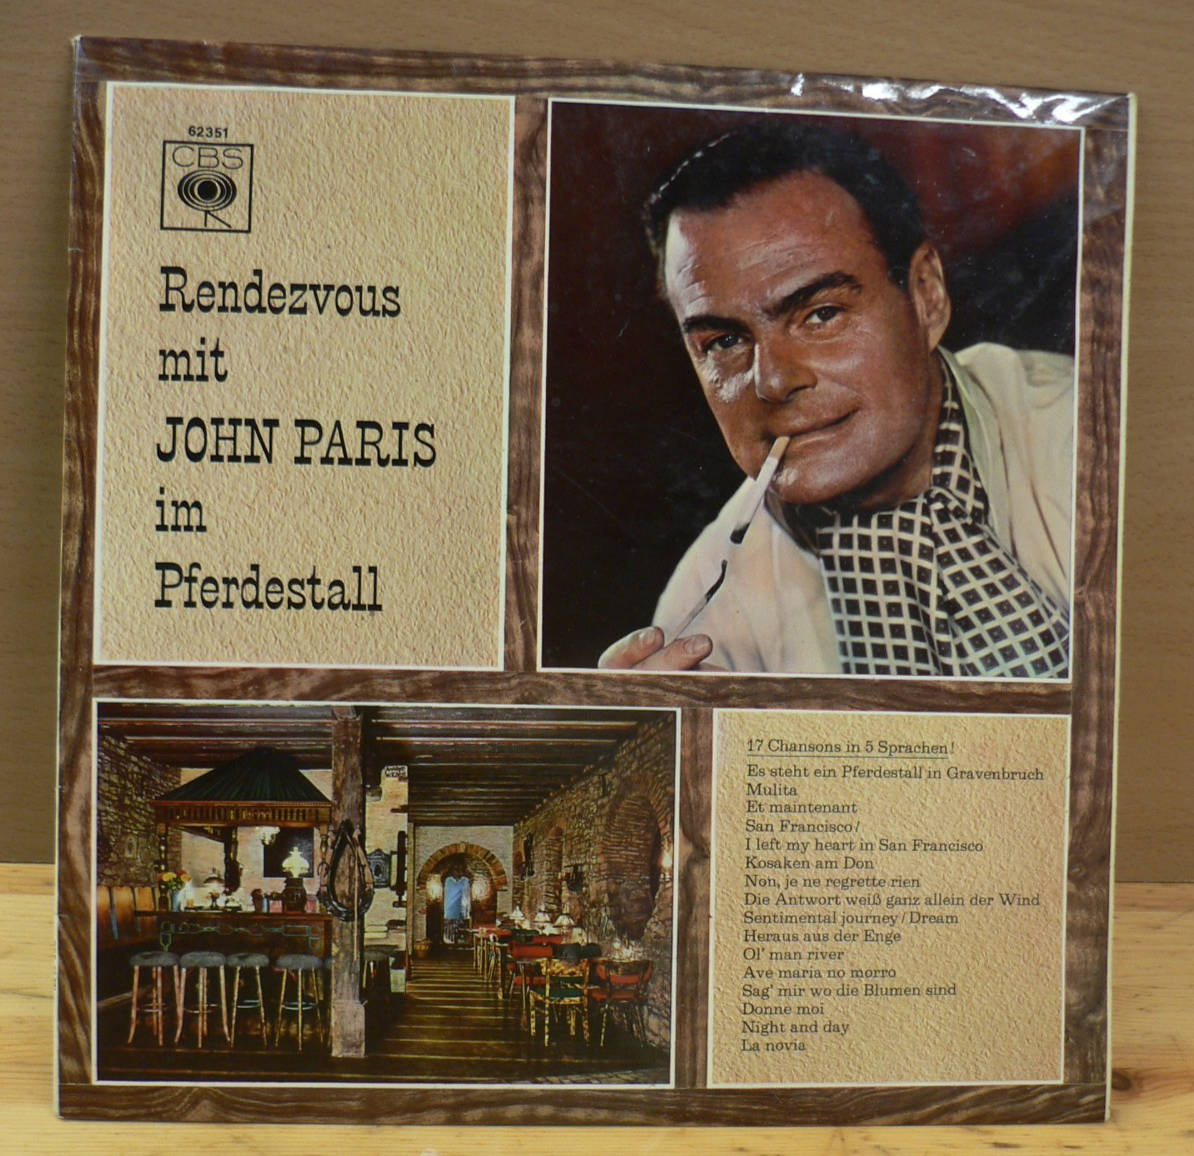 62351
CBS
Rendezvous
mit
JOHN PARIS
im
Pferdestall
17 Chansons in 5 Sprachen!
Es steht ein Pferdestall in Gravenbruch
Mulita
Et maintenant
San Francisco/
I left my heart in San Francisco
Kosaken am Don
Non, je ne regrette rien
Die Antwort weiß ganz allein der Wind
Sentimental journey / Dream
Heraus aus der Enge
Ol' man river
Ave maria no morro
Sag' mir wo die Blumen sind
Donne moi
Night and day
La novia